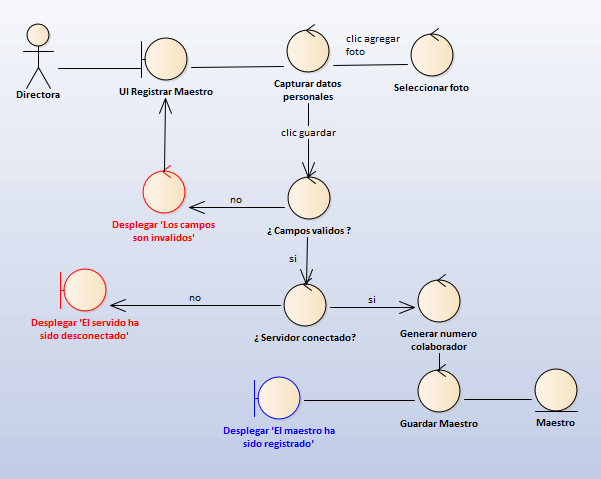 clic agregar
foto
Directora
UI Registrar Maestro
Capturar datos
personales
Seleccionar foto
clic guardar
no
Desplegar 'Los campos
son invalidos'
¿ Campos validos ?
si
no
si
Desplegar 'El servido ha
sido desconectado'
¿ Servidor conectado?
Generar numero
colaborador
Desplegar 'El maestro ha
sido registrado'
Guardar Maestro
Maestro